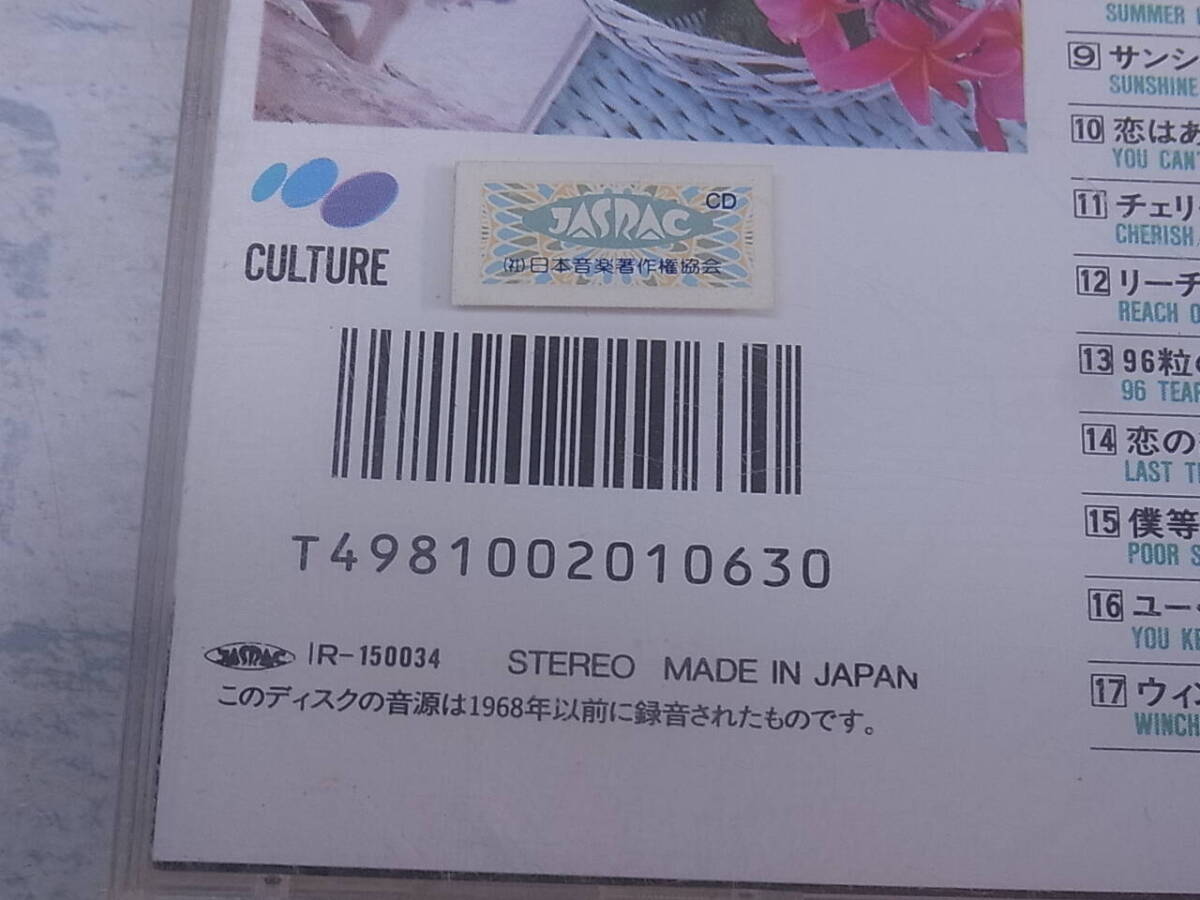 CULTURE
JASRAC CD
(社)日本音楽著作権協会
T4981002010630
JASRAC R-150034 STEREO MADE IN JAPAN
このディスクの音源は1968年以前に録音されたものです。
SUMMER
9 サンシ
SUNSHINE
10 恋はあ
YOU CAN'T
11 チェリ
CHERISH
12 リーチ
REACH O
13 96粒の
96 TEAR
14 恋の
LAST T
15 僕等
POOR S
16 ユー・
YOU KE
17 ウィン
WINCH